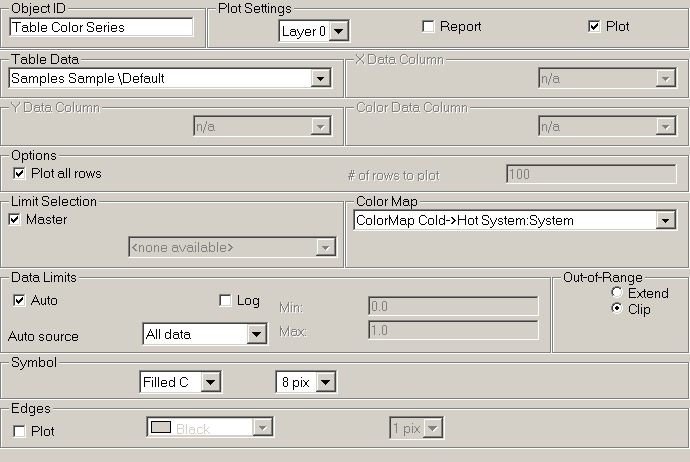 Object ID
Plot Settings
Table Color Series
Layer 0
Report
Plot
Table Data
X Data Column
Samples Sample \Default
n/a
Y Data Column
Color Data Column
n/a
n/a
Options
Plot all rows
# of rows to plot
100
Limit Selection
Color Map
Master
ColorMap Cold->Hot System:System
<none available>
Data Limits
Out-of-Range
Auto
Log
Min:
0.0
Extend
Clip
Auto source
All data
Max:
1.0
Symbol
Filled C
8 pix
Edges
Plot
Black
1 pix